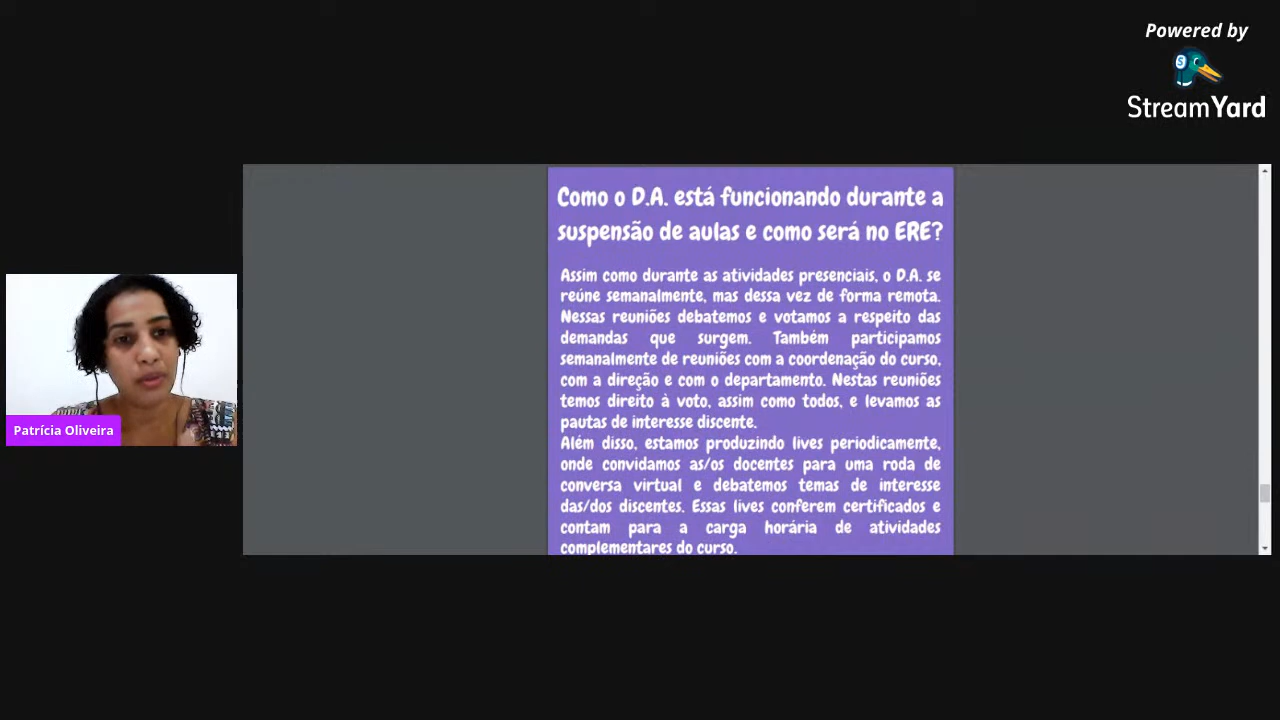 Powered by
StreamYard
Como o D.A. está funcionando durante a
suspensão de aulas e como será no ERE?
Assim como durante as atividades presenciais, o D.A. se
reúne semanalmente, mas dessa vez de forma remota.
Nessas reuniões debatemos e votamos a respeito das
demandas que surgem. Também participamos
semanalmente de reuniões com a coordenação do curso,
com a direção e com o departamento. Nestas reuniões
temos direito à voto, assim como todos, e levamos as
pautas de interesse discente.
Além disso, estamos produzindo lives periodicamente,
onde convidamos as/os docentes para uma roda de
conversa virtual e debatemos temas de interesse
das/dos discentes. Essas lives conferem certificados e
contam para a carga horária de atividades
complementares do curso.
Patrícia Oliveira